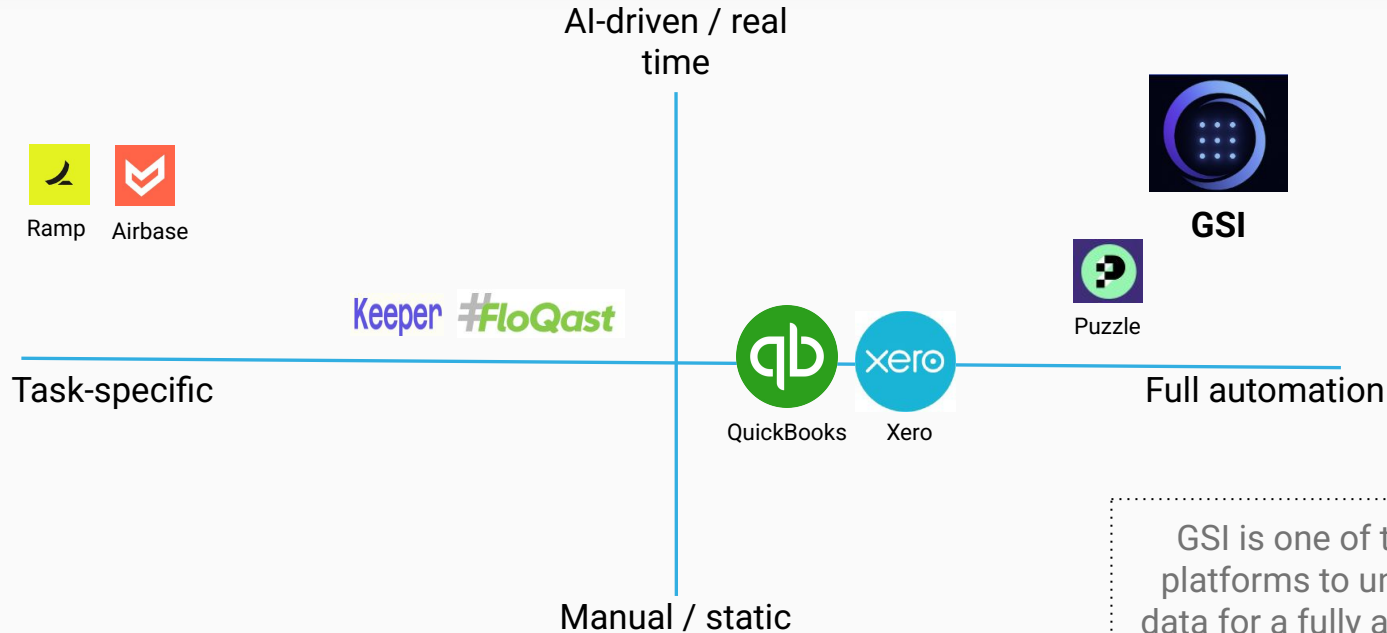 AI-driven / real
time
Ramp
Airbase
GSI
Keeper
#FloQast
Puzzle
qb
xero
Task-specific
Full automation
QuickBooks
Xero
GSI is one of
platforms to
data for a fully
Manual / static